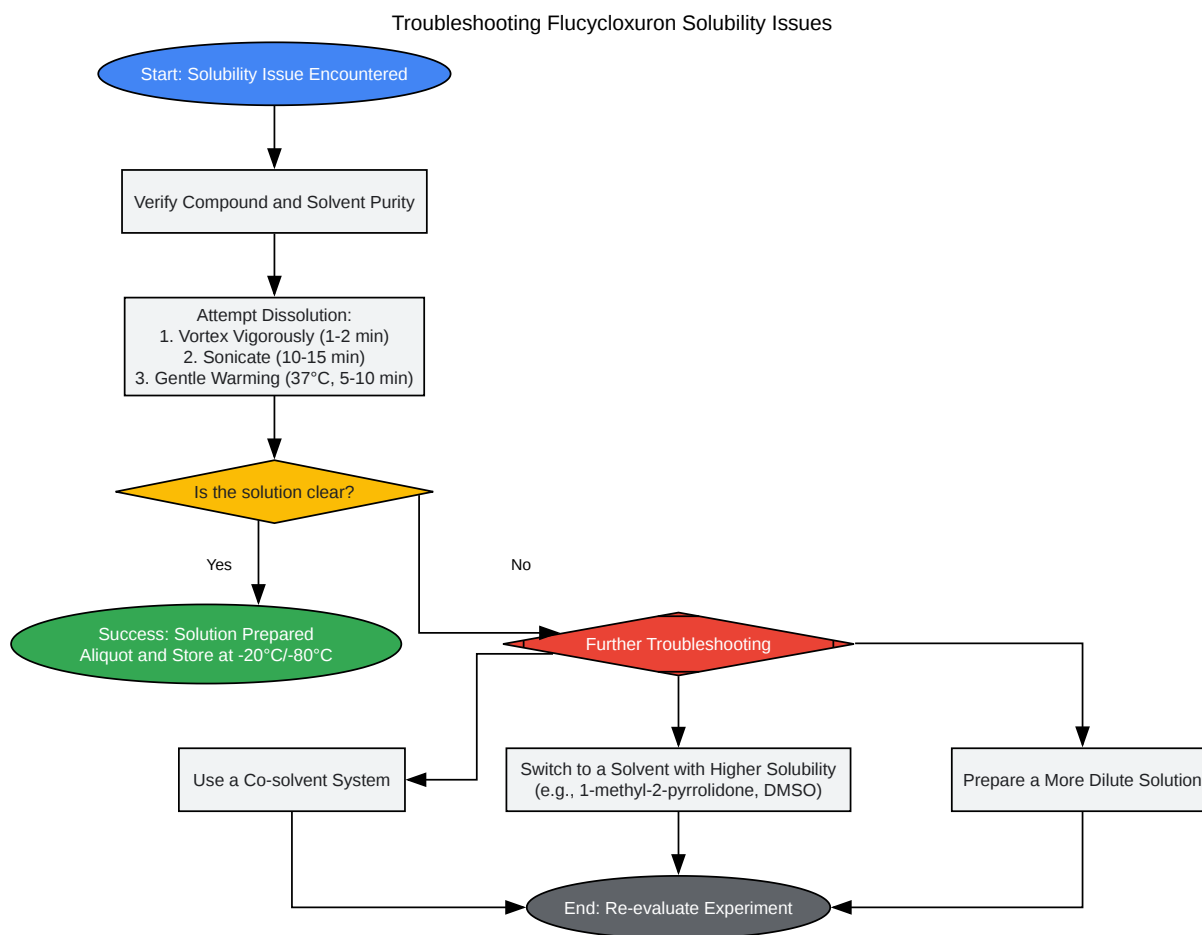 Troubleshooting Flucycloxuron Solubility Issues
Start: Solubility Issue Encountered
Verify Compound and Solvent Purity
Attempt Dissolution:
1. Vortex Vigorously (1-2 min)
2. Sonicate (10-15 min)
3. Gentle Warming (37°C, 5-10 min)
Is the solution clear?
Yes
No
Success: Solution Prepared
Aliquot and Store at -20°C/-80°C
Further Troubleshooting
Use a Co-solvent System
Switch to a Solvent with Higher Solubility
(e.g., 1-methyl-2-pyrrolidone, DMSO)
Prepare a More Dilute Solution
End: Re-evaluate Experiment